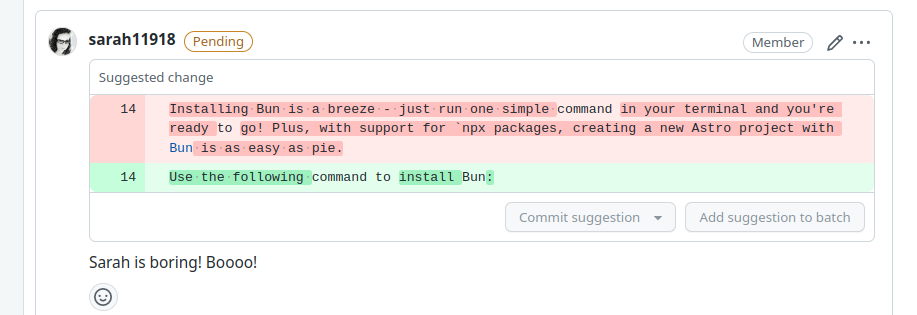 sarah11918 Pending Member
Suggested change
14 Installing Bun is a breeze - just run one simple command in your terminal and you're
ready to go! Plus, with support for `npx packages, creating a new Astro project with
Bun is as easy as pie.
14 Use the following command to install Bun:
Commit suggestion Add suggestion to batch
Sarah is boring! Boooo!